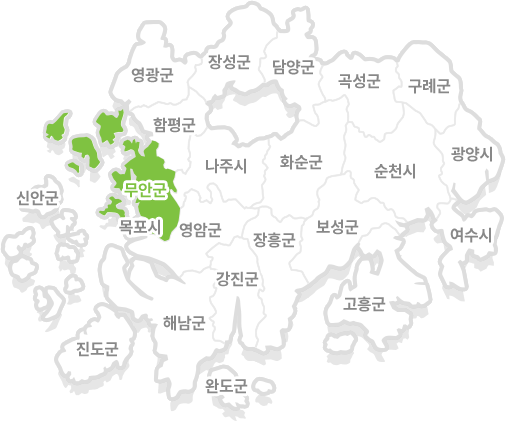 장성군
담양군
영광군
곡성군
구례군
함평군
광양시
나주시
화순군
순천시
무안군
신안군
목포시
영암군
보성군
여수시
장흥군
강진군
고흥군
해남군
진도군
완도군